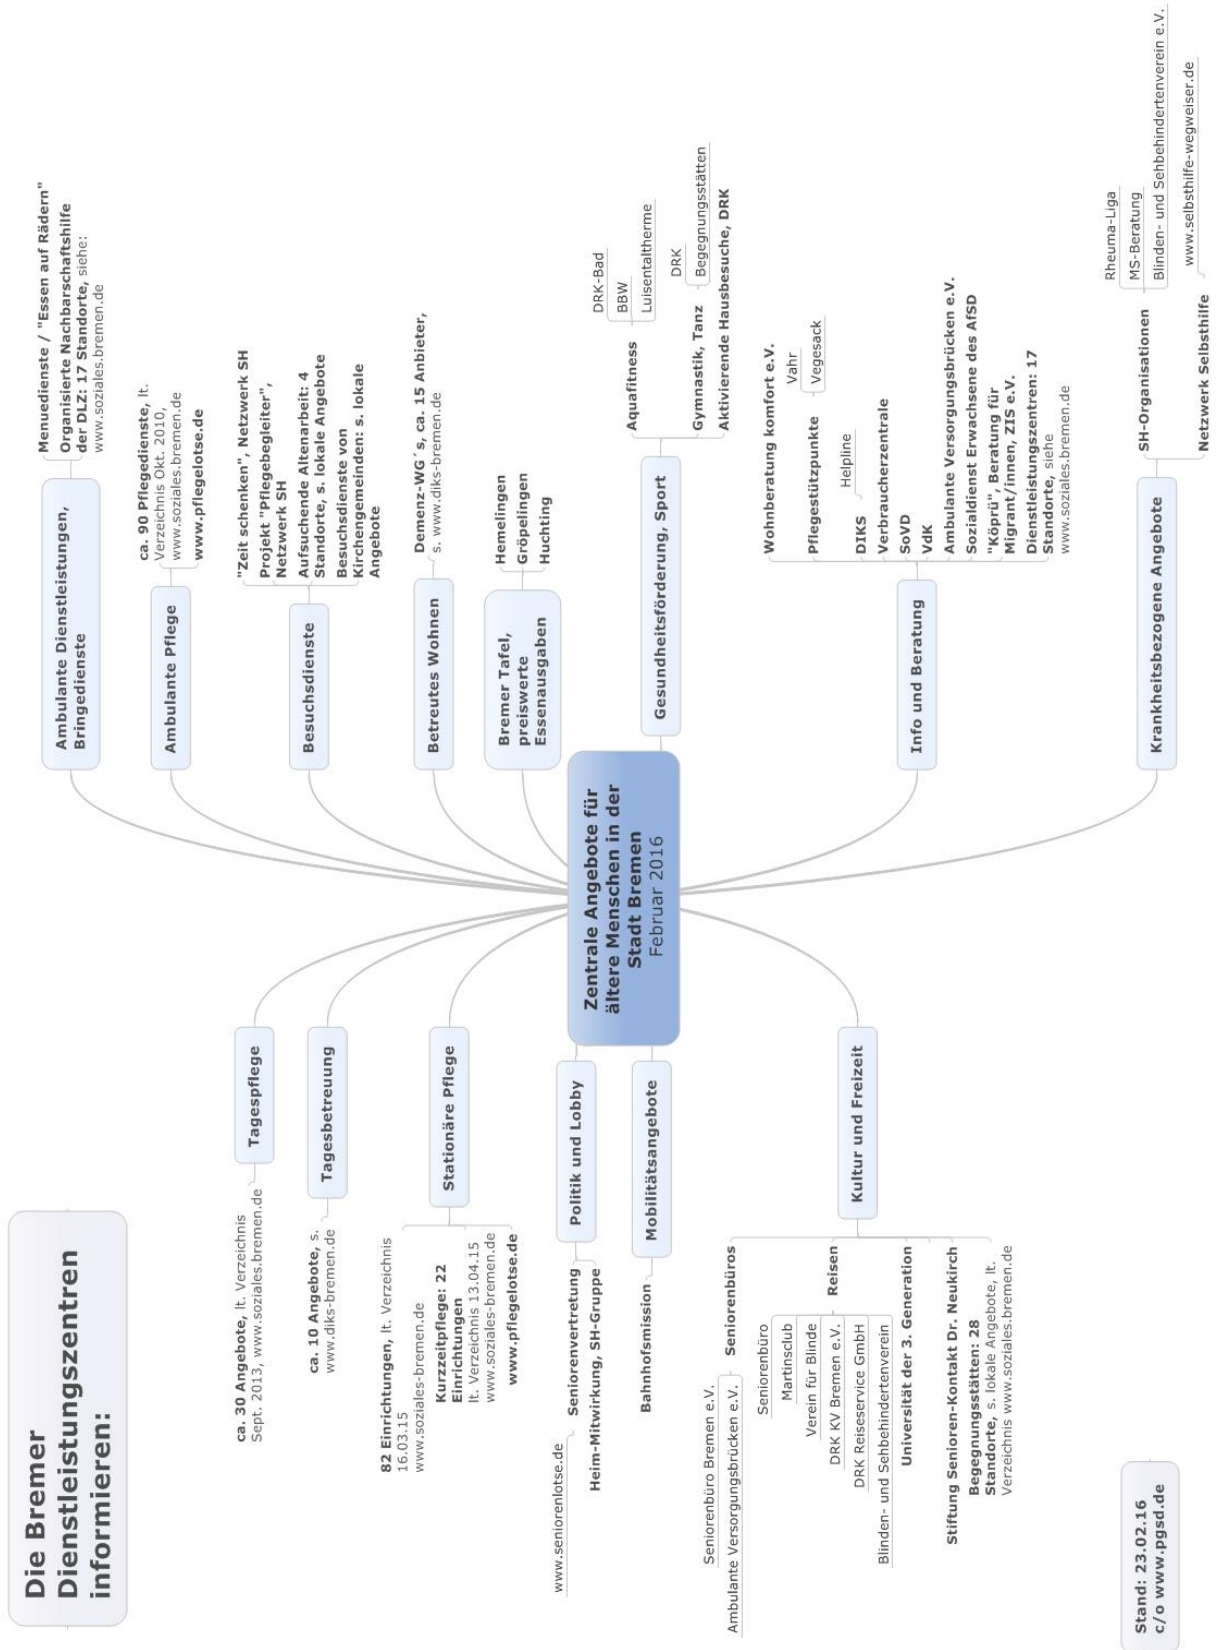 Die Bremer
Dienstleistungszentren
informieren:
Zentrale Angebote für
ältere Menschen in der
Stadt Bremen
Februar 2016
Ambulante Dienstleistungen,
Bringedienste
Menuedienste / "Essen auf Rädern"
Organisierte Nachbarschaftshilfe
der DLZ: 17 Standorte, siehe:
www.soziales.bremen.de
Ambulante Pflege
ca. 90 Pflegedienste, lt.
Verzeichnis Okt. 2010,
www.soziales.bremen.de
www.pflegelotse.de
Besuchsdienste
"Zeit schenken", Netzwerk SH
Projekt "Pflegebegleiter",
Netzwerk SH
Aufsuchende Altenarbeit: 4
Standorte, s. lokale Angebote
Besuchsdienste von
Kirchengemeinden: s. lokale
Angebote
Betreutes Wohnen
Demenz-WG´s, ca. 15 Anbieter,
s. www.diks-bremen.de
Bremer Tafel,
preiswerte
Essenausgaben
Hemelingen
Gröpelingen
Huchting
Gesundheitsförderung, Sport
Aquafitness
DRK-Bad
BBW
Luisentaltherme
Gymnastik, Tanz
DRK
Begegnungsstätten
Aktivierende Hausbesuche, DRK
Info und Beratung
Wohnberatung komfort e.V.
Pflegestützpunkte
Vahr
Vegesack
DIKS
Helpline
Verbraucherzentrale
SoVD
VdK
Ambulante Versorgungsbrücken e.V.
Sozialdienst Erwachsene des AfSD
"Köprü", Beratung für
Migrant/innen, ZIS e.V.
Dienstleistungszentren: 17
Standorte, siehe
www.soziales.bremen.de
Krankheitsbezogene Angebote
SH-Organisationen
Rheuma-Liga
MS-Beratung
Blinden- und Sehbehindertenverein e.V.
Netzwerk Selbsthilfe
www.selbsthilfe-wegweiser.de
Tagespflege
ca. 30 Angebote, lt. Verzeichnis
Sept. 2013, www.soziales.bremen.de
Tagesbetreuung
ca. 10 Angebote, s.
www.diks-bremen.de
Stationäre Pflege
82 Einrichtungen, lt. Verzeichnis
16.03.15
www.soziales-bremen.de
Kurzzeitpflege: 22
Einrichtungen
lt. Verzeichnis 13.04.15
www.soziales-bremen.de
www.pflegelotse.de
Politik und Lobby
Seniorenvertretung
www.seniorenlotse.de
Heim-Mitwirkung, SH-Gruppe
Mobilitätsangebote
Bahnhofsmission
Kultur und Freizeit
Seniorenbüros
Seniorenbüro Bremen e.V.
Ambulante Versorgungsbrücken e.V.
Reisen
Seniorenbüro
Martinsclub
Verein für Blinde
DRK KV Bremen e.V.
DRK Reiseservice GmbH
Blinden- und Sehbehindertenverein
Universität der 3. Generation
Stiftung Senioren-Kontakt Dr. Neukirch
Begegnungsstätten: 28
Standorte, s. lokale Angebote, lt.
Verzeichnis www.soziales.bremen.de
Stand: 23.02.16
c/o www.pgsd.de